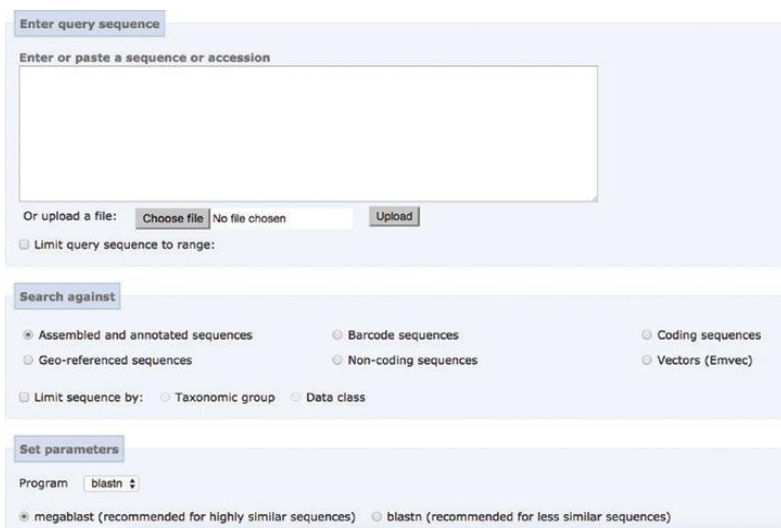 Enter query sequence
Enter or paste a sequence or accession
Or upload a file: Choose file No file chosen Upload
Limit query sequence to range:
Search against
Assembled and annotated sequences Barcode sequences Coding sequences
Geo-referenced sequences Non-coding sequences Vectors (Emvec)
Limit sequence by: Taxonomic group Data class
Set parameters
Program blastn
megablast (recommended for highly similar sequences) blastn (recommended for less similar sequences)